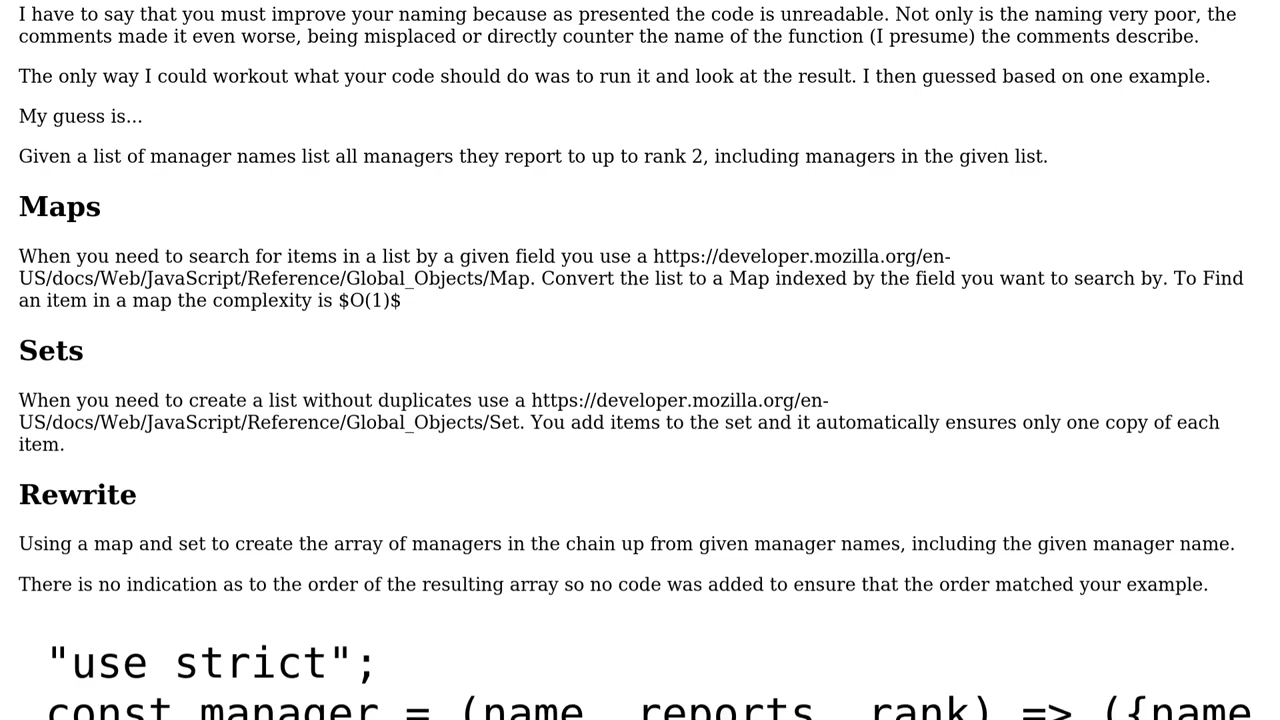 I have to say that you must improve your naming because as presented the code is unreadable. Not only is the naming very poor, the
comments made it even worse, being misplaced or directly counter the name of the function (I presume) the comments describe.
The only way I could workout what your code should do was to run it and look at the result. I then guessed based on one example.
My guess is...
Given a list of manager names list all managers they report to up to rank 2, including managers in the given list.
Maps
When you need to search for items in a list by a given field you use a https://developer.mozilla.org/en-
US/docs/Web/JavaScript/Reference/Global_Objects/Map. Convert the list to a Map indexed by the field you want to search by. To Find
an item in a map the complexity is $O(1)$
Sets
When you need to create a list without duplicates use a https://developer.mozilla.org/en-
US/docs/Web/JavaScript/Reference/Global_Objects/Set. You add items to the set and it automatically ensures only one copy of each
item.
Rewrite
Using a map and set to create the array of managers in the chain up from given manager names, including the given manager name.
There is no indication as to the order of the resulting array so no code was added to ensure that the order matched your example.
"use strict";
const manager = (name, reports, rank) => ({name